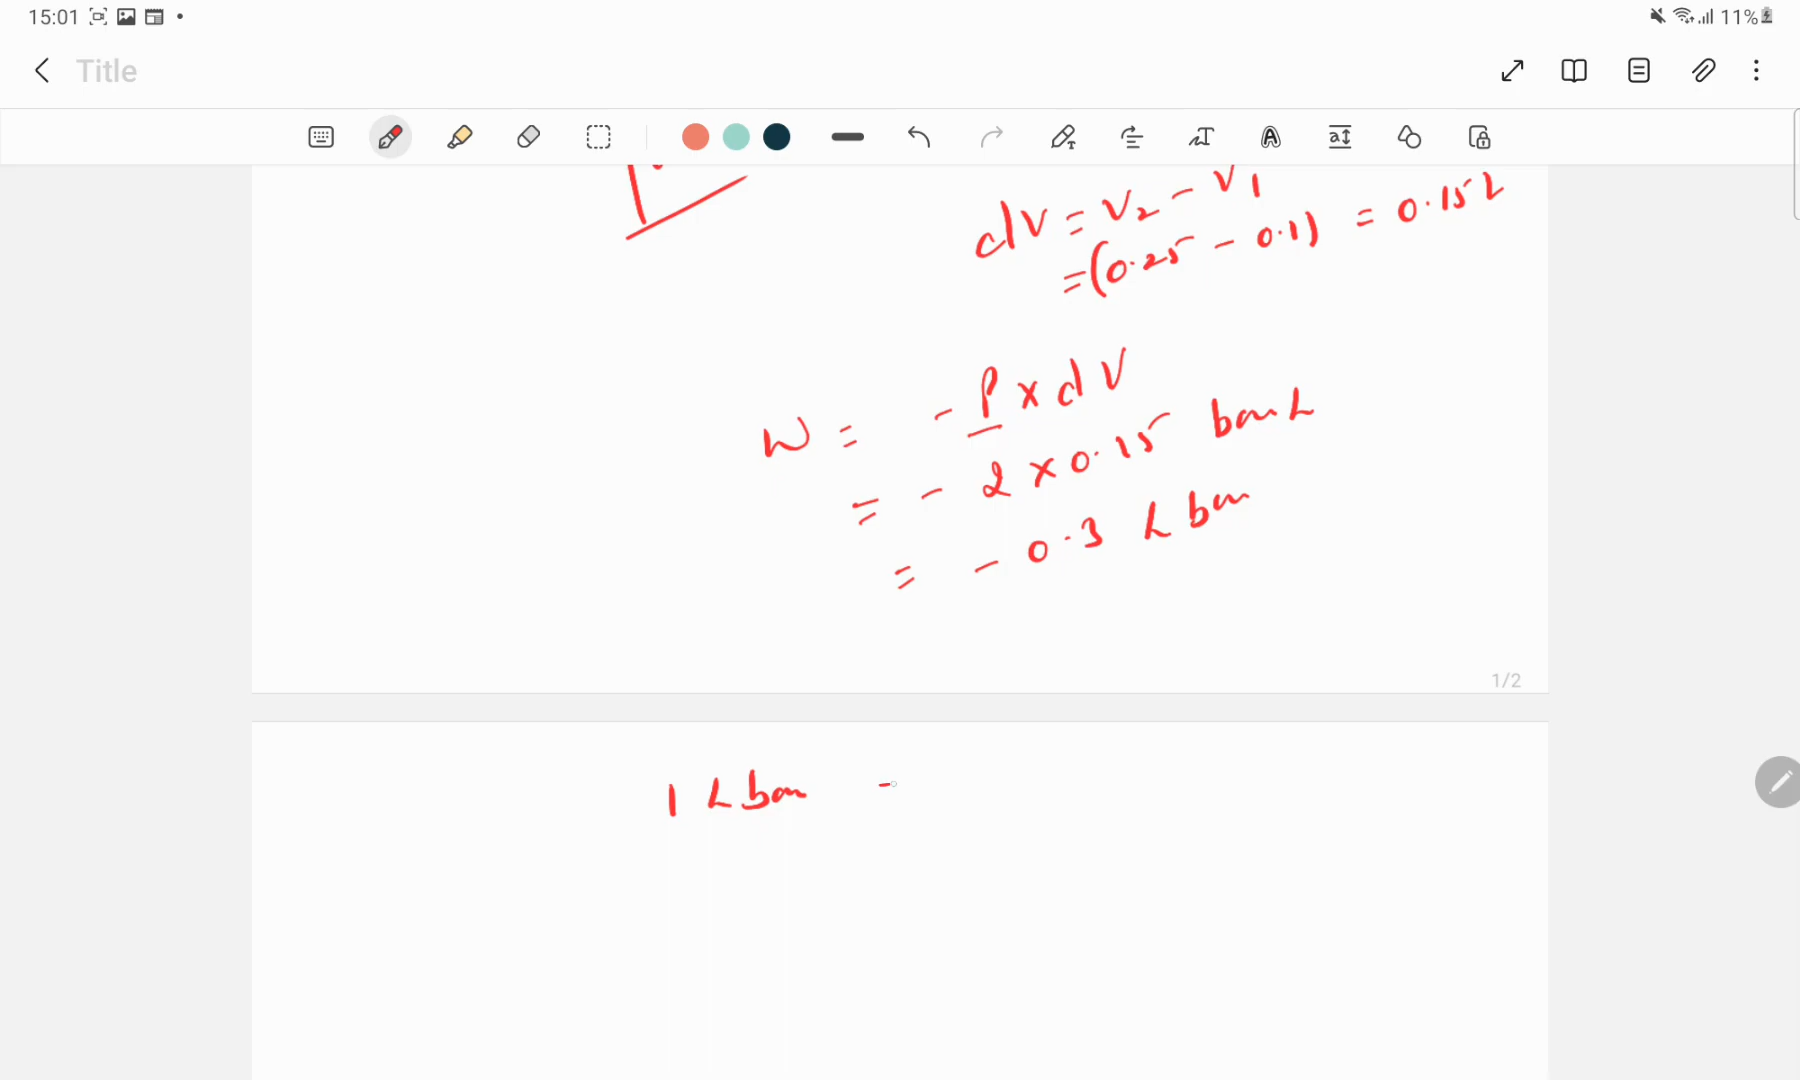 15:01
11%
Title
dV = V2 - V1
= (0.25 - 0.1) = 0.15 L
W = - P x dV
= - 2 x 0.15 bar L
= - 0.3 L bar
1/2
1 L bar